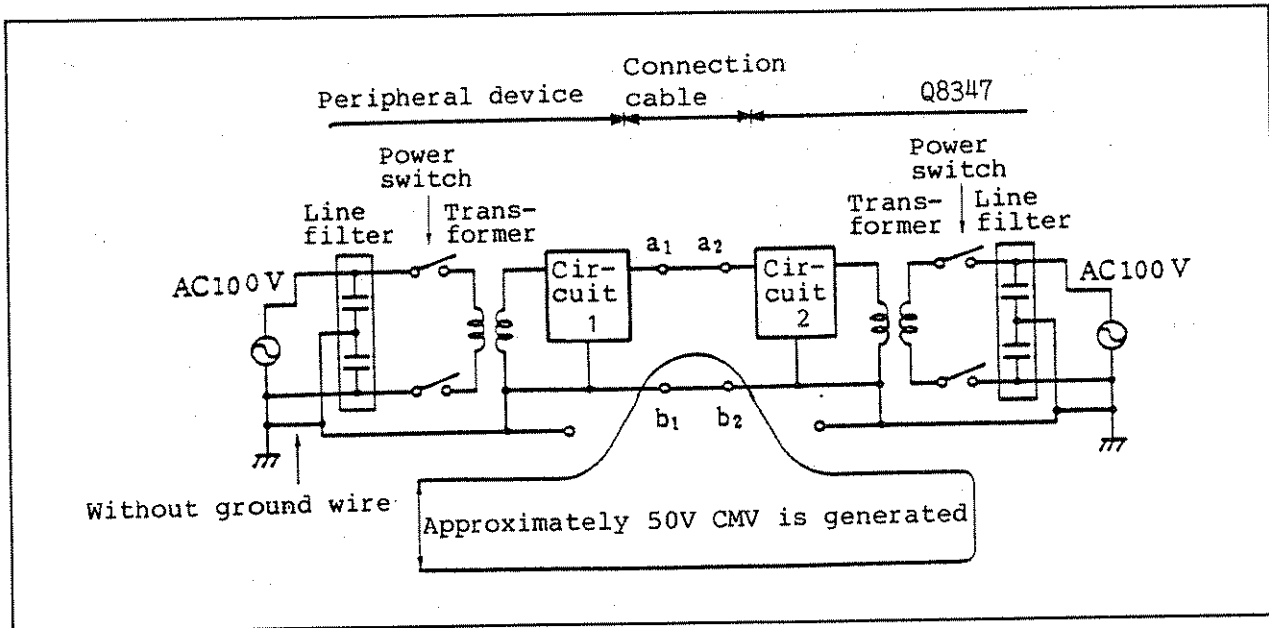 Connection
cable
Peripheral device
Q8347
Power
switch
Power
switch
Line
filter
Trans-
former
Trans-
former
Line
filter
AC100V
Cir-
cuit
1
a1 a2
Cir-
cuit
2
AC100V
b1 b2
Without ground wire
Approximately 50V CMV is generated